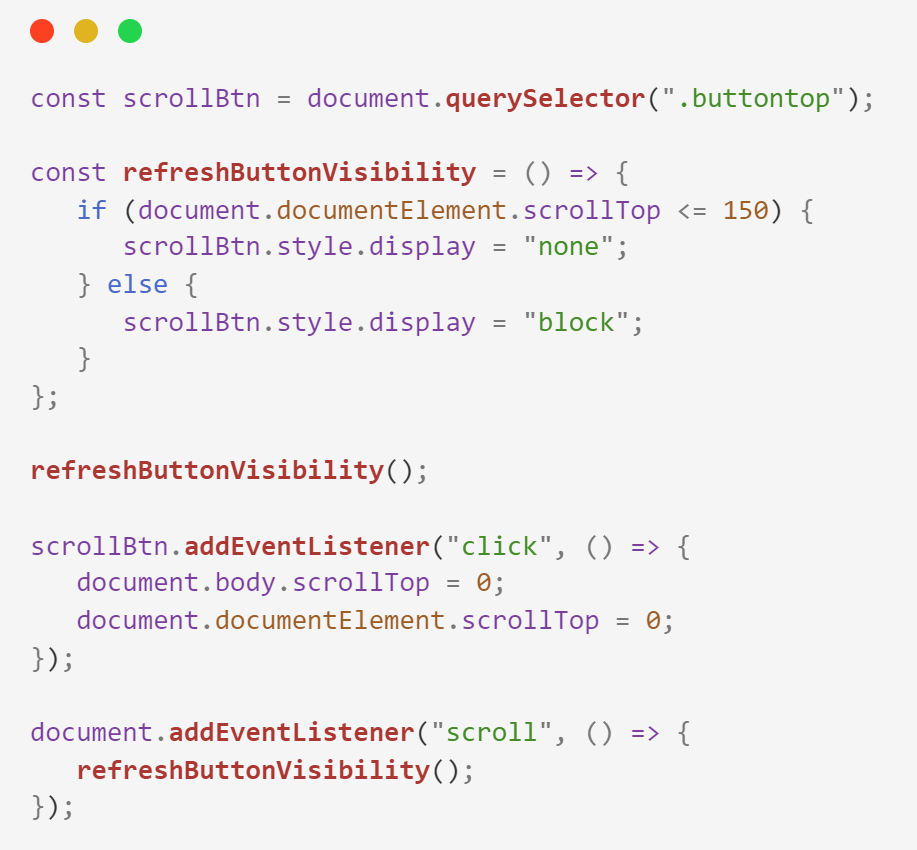 const scrollBtn = document.querySelector(".buttontop");

const refreshButtonVisibility = () => {
   if (document.documentElement.scrollTop <= 150) {
      scrollBtn.style.display = "none";
   } else {
      scrollBtn.style.display = "block";
   }
};

refreshButtonVisibility();

scrollBtn.addEventListener("click", () => {
   document.body.scrollTop = 0;
   document.documentElement.scrollTop = 0;
});

document.addEventListener("scroll", () => {
   refreshButtonVisibility();
});